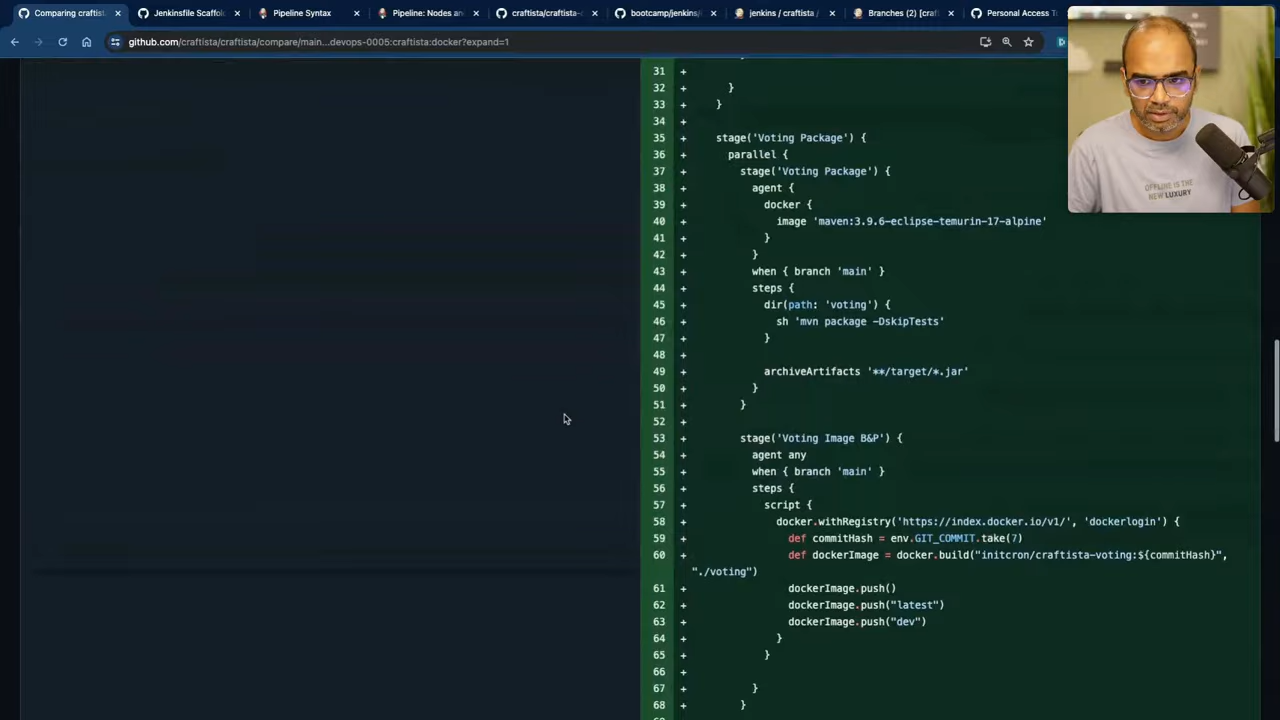 Comparing craftis
Jenkinsfile Scaffol
Pipeline Syntax
Pipeline: Nodes an
craftista/craftista-
bootcamp/jenkins/
jenkins / craftista /
Branches (2) [craf
Personal Access T
github.com/craftista/craftista/compare/main...devops-0005:craftista:docker?expand=1
31 +
32 + }
33 + }
34 +
35 + stage('Voting Package') {
36 + parallel {
37 + stage('Voting Package') {
38 + agent {
39 + docker {
40 + image 'maven:3.9.6-eclipse-temurin-17-alpine'
41 + }
42 + }
43 + when { branch 'main' }
44 + steps {
45 + dir(path: 'voting') {
46 + sh 'mvn package -DskipTests'
47 + }
48 +
49 + archiveArtifacts '**/target/*.jar'
50 + }
51 + }
52 +
53 + stage('Voting Image B&P') {
54 + agent any
55 + when { branch 'main' }
56 + steps {
57 + script {
58 + docker.withRegistry('https://index.docker.io/v1/', 'dockerlogin') {
59 + def commitHash = env.GIT_COMMIT.take(7)
60 + def dockerImage = docker.build("initcron/craftista-voting:${commitHash}",
"./voting")
61 + dockerImage.push()
62 + dockerImage.push("latest")
63 + dockerImage.push("dev")
64 + }
65 + }
66 +
67 + }
68 + }
OFFLINE IS THE
NEW LUXURY